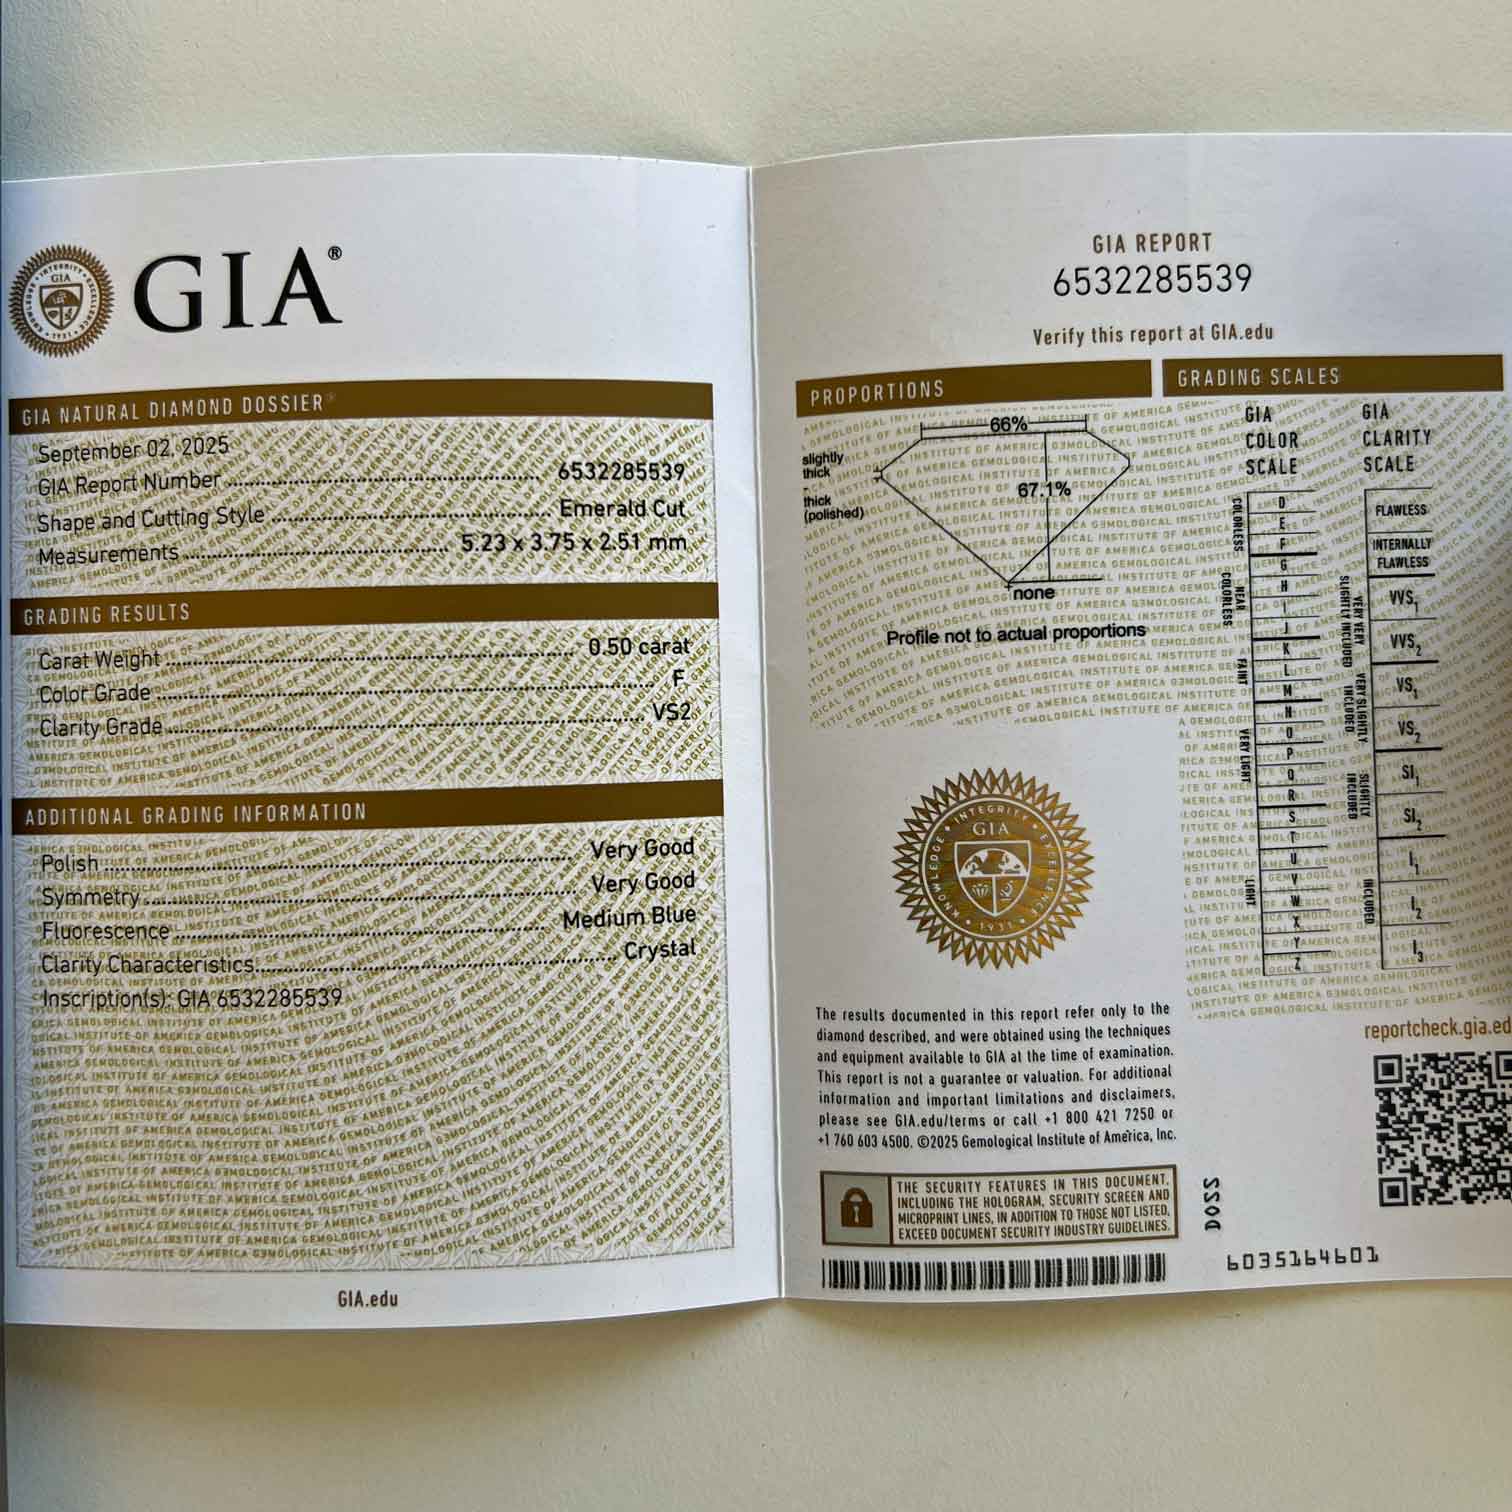 GIA®
GIA NATURAL DIAMOND DOSSIER®
September 02, 2025
GIA Report Number 6532285539
Shape and Cutting Style Emerald Cut
Measurements 5.23 x 3.75 x 2.51 mm
GRADING RESULTS
Carat Weight 0.50 carat
Color Grade F
Clarity Grade VS2
ADDITIONAL GRADING INFORMATION
Polish Very Good
Symmetry Very Good
Fluorescence Medium Blue
Clarity Characteristics Crystal
Inscription(s): GIA 6532285539
GIA.edu
GIA REPORT
6532285539
Verify this report at GIA.edu
PROPORTIONS
66%
slightly
thick
67.1%
thick
(polished)
none
Profile not to actual proportions
INTEGRITY
GIA
KNOWLEDGE
EXCELLENCE
1931
The results documented in this report refer only to the
diamond described, and were obtained using the techniques
and equipment available to GIA at the time of examination.
This report is not a guarantee or valuation. For additional
information and important limitations and disclaimers,
please see GIA.edu/terms or call +1 800 421 7250 or
+1 760 603 4500. ©2025 Gemological Institute of America, Inc.
THE SECURITY FEATURES IN THIS DOCUMENT,
INCLUDING THE HOLOGRAM, SECURITY SCREEN AND
MICROPRINT LINES, IN ADDITION TO THOSE NOT LISTED,
EXCEED DOCUMENT SECURITY INDUSTRY GUIDELINES.
GRADING SCALES
GIA
COLOR
SCALE
COLORLESS
D
E
F
NEAR
COLORLESS
G
H
I
J
FAINT
K
L
M
VERY LIGHT
N
O
P
Q
R
LIGHT
S
T
U
V
W
X
Y
Z
GIA
CLARITY
SCALE
FLAWLESS
INTERNALLY
FLAWLESS
VERY VERY
SLIGHTLY INCLUDED
VVS1
VVS2
VERY SLIGHTLY
INCLUDED
VS1
VS2
SLIGHTLY
INCLUDED
SI1
SI2
INCLUDED
I1
I2
I3
reportcheck.gia.ed
DO22
6035164601